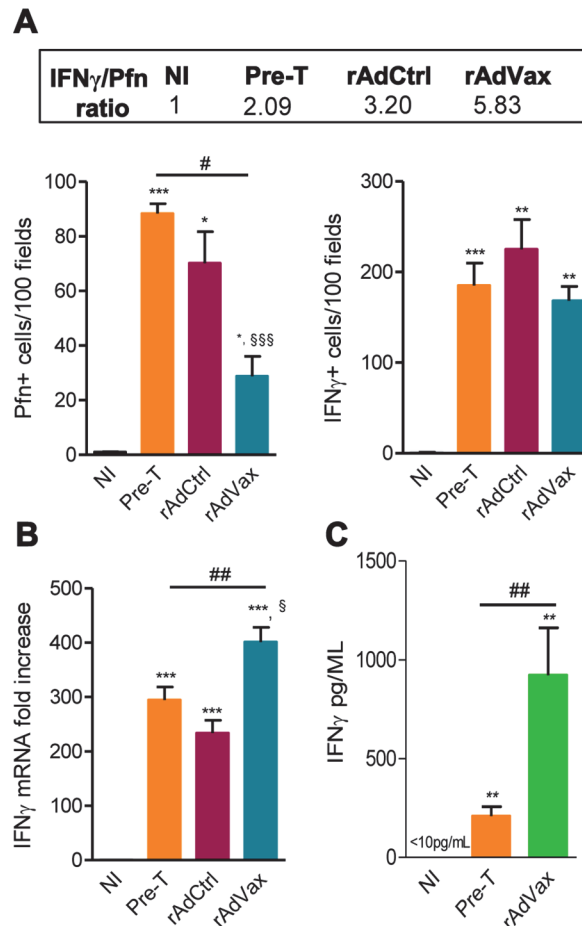 A
IFNγ/Pfn ratio NI Pre-T rAdCtrl rAdVax
1 2.09 3.20 5.83
Pfn+ cells/100 fields
100
80
60
40
20
0
***
*
*, §§§
#
NI Pre-T rAdCtrl rAdVax
IFNγ+ cells/100 fields
300
200
100
0
***
**
**
NI Pre-T rAdCtrl rAdVax
B
IFNγ mRNA fold increase
500
400
300
200
100
0
***
***
***, §
##
NI Pre-T rAdCtrl rAdVax
C
IFNγ pg/ML
1500
1000
500
0
<10pg/mL
**
**
##
NI Pre-T rAdVax